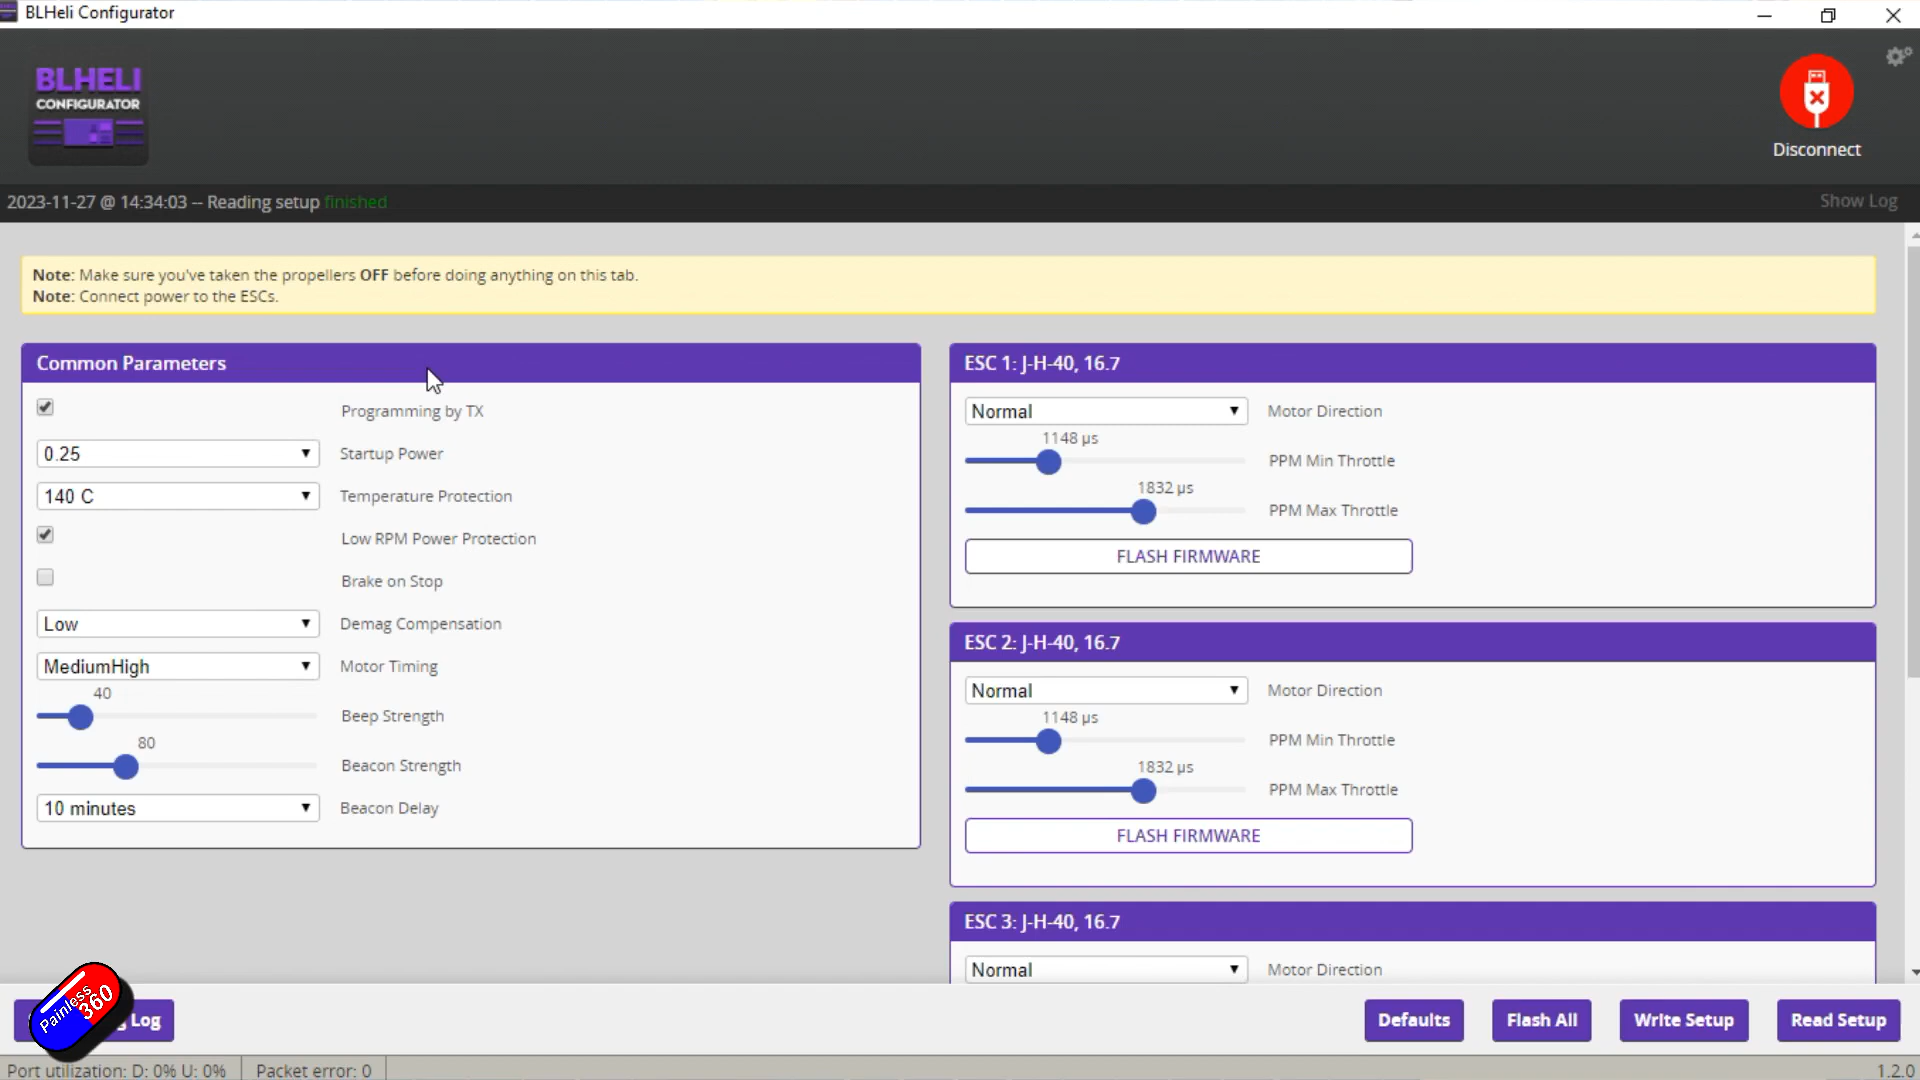 BLHeli Configurator
BLHELI
CONFIGURATOR
Disconnect
2023-11-27 @ 14:34:03 -- Reading setup finished
Show Log
Note: Make sure you've taken the propellers OFF before doing anything on this tab.
Note: Connect power to the ESCs.
Common Parameters
Programming by TX
0.25 Startup Power
140 C Temperature Protection
Low RPM Power Protection
Brake on Stop
Low Demag Compensation
MediumHigh Motor Timing
40
Beep Strength
80
Beacon Strength
10 minutes Beacon Delay
ESC 1: J-H-40, 16.7
Normal Motor Direction
1148 µs
PPM Min Throttle
1832 µs
PPM Max Throttle
FLASH FIRMWARE
ESC 2: J-H-40, 16.7
Normal Motor Direction
1148 µs
PPM Min Throttle
1832 µs
PPM Max Throttle
FLASH FIRMWARE
ESC 3: J-H-40, 16.7
Normal Motor Direction
Painless
360
Log
Defaults
Flash All
Write Setup
Read Setup
Port utilization: D: 0% U: 0%
Packet error: 0
1.2.0